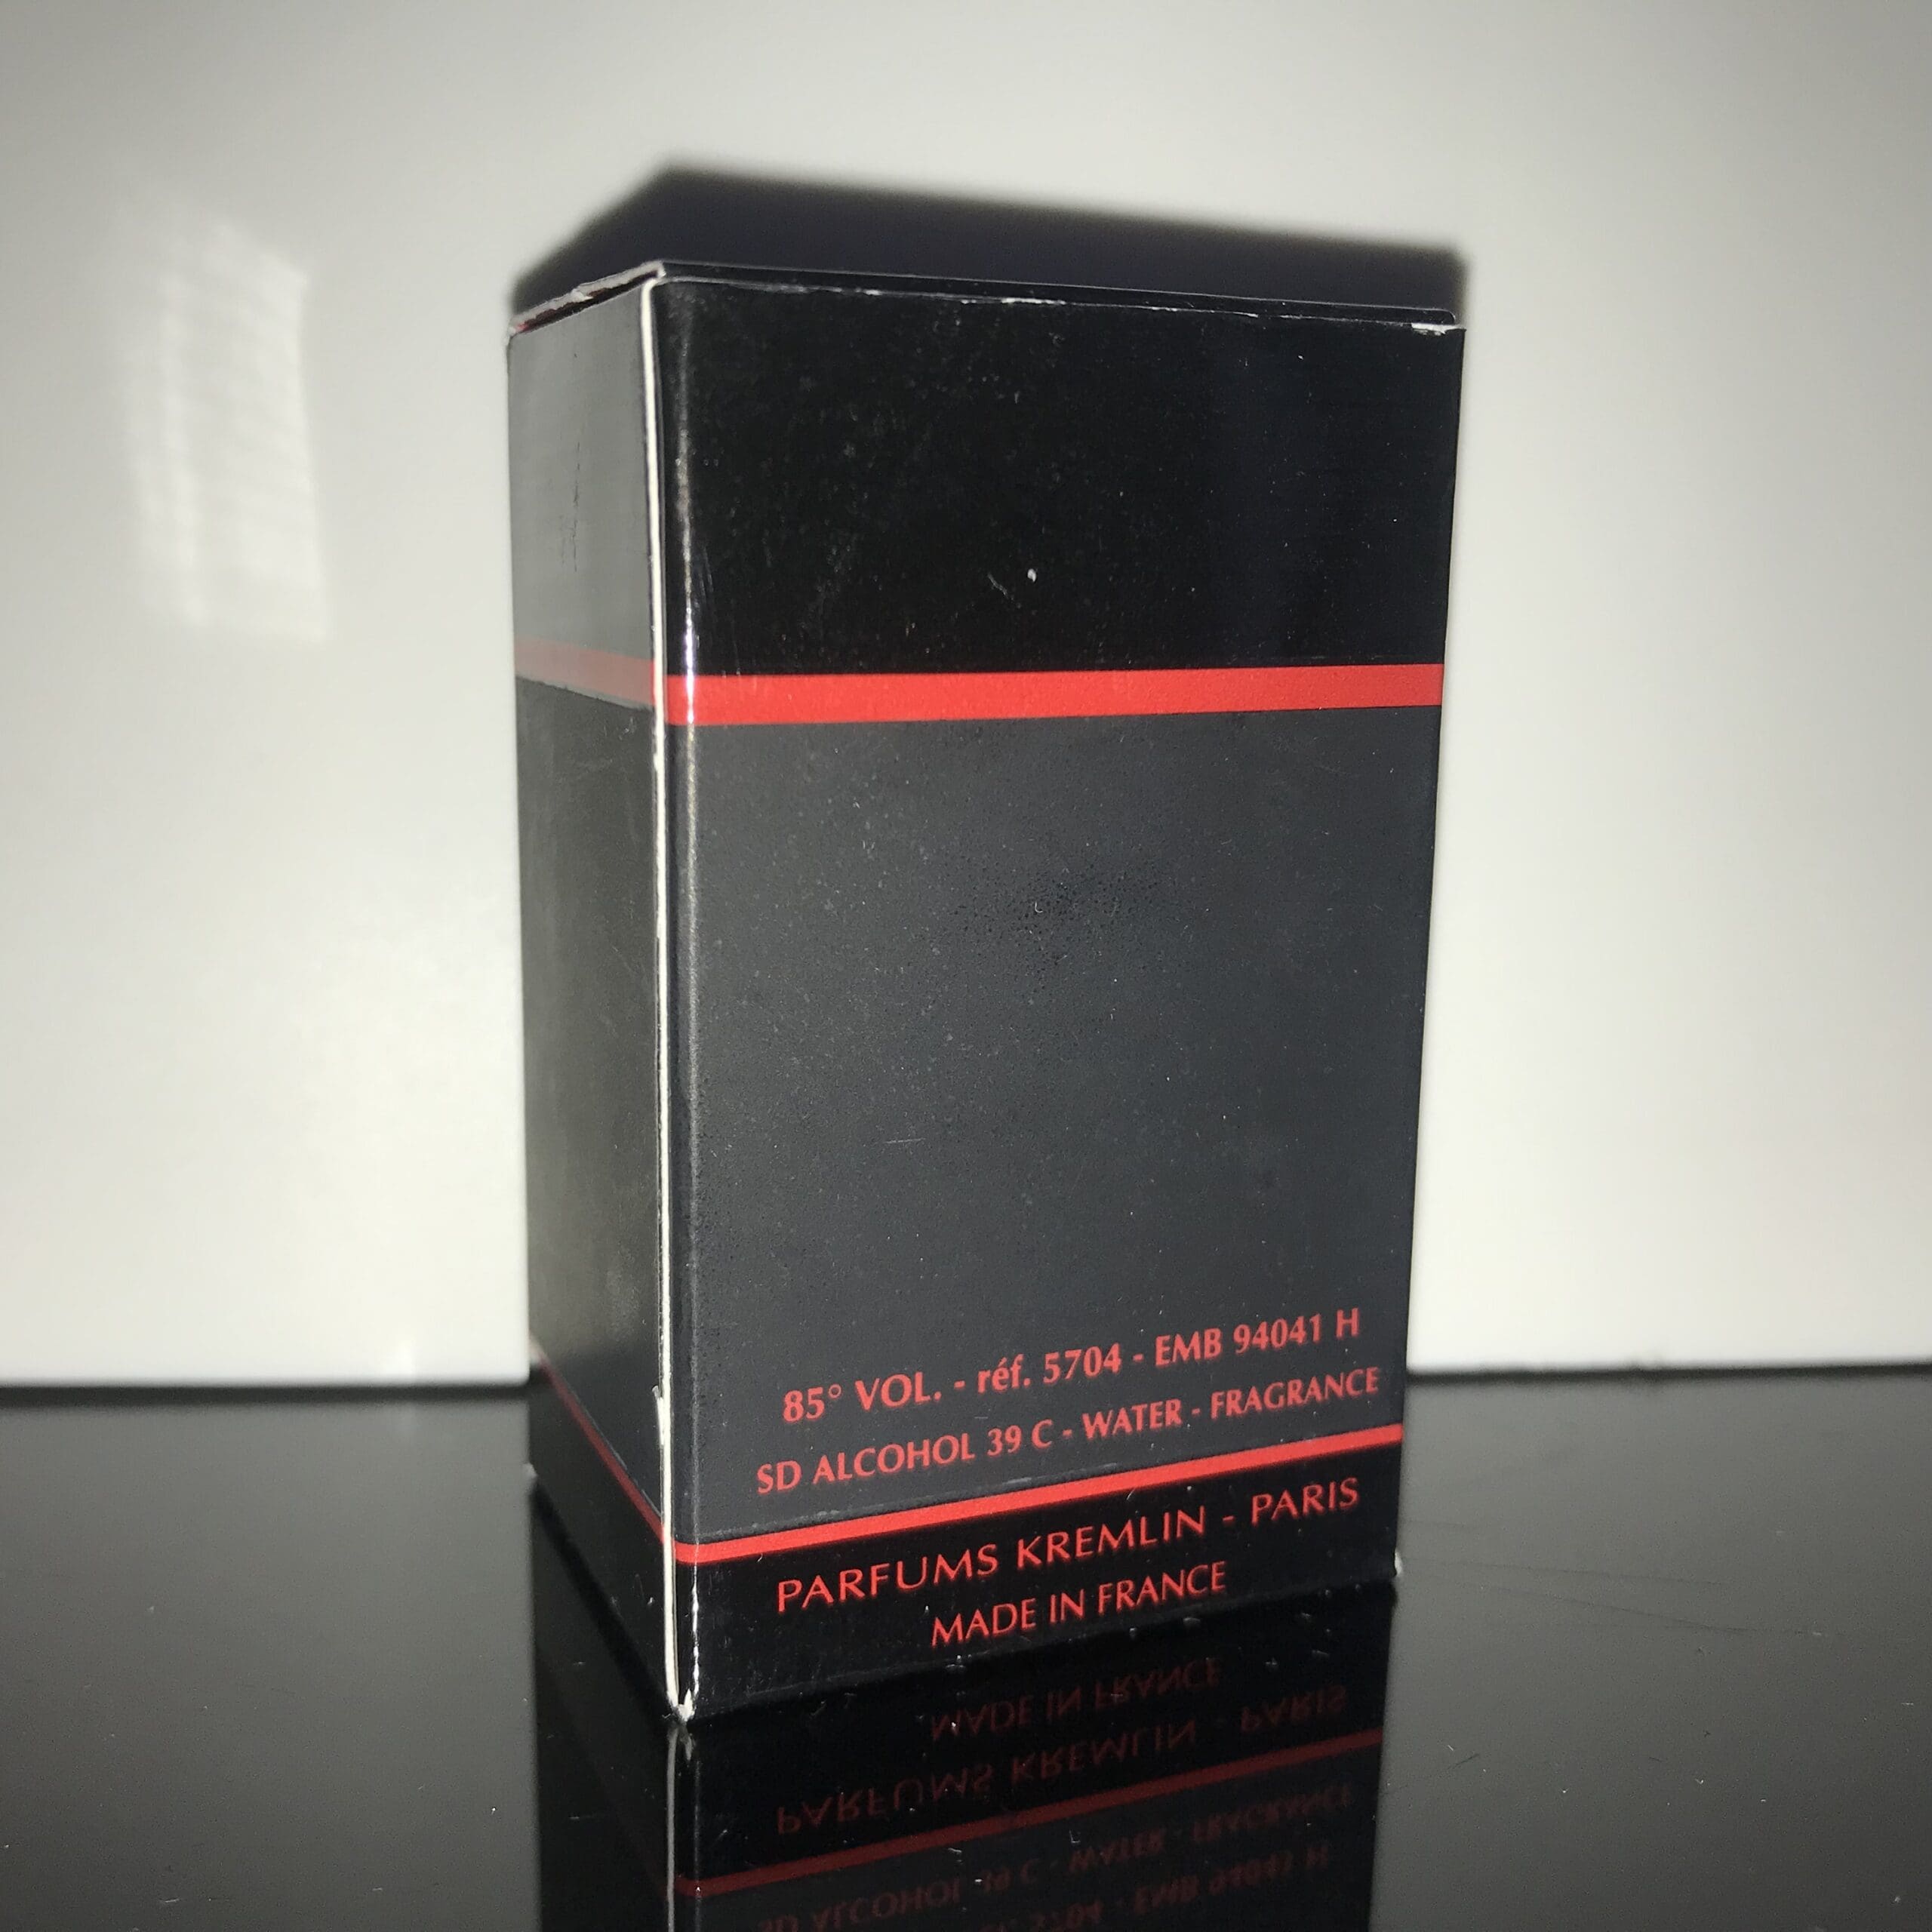 85° VOL. - réf. 5704 - EMB 94041 H
SD ALCOHOL 39 C - WATER - FRAGRANCE
PARFUMS KREMLIN - PARIS
MADE IN FRANCE